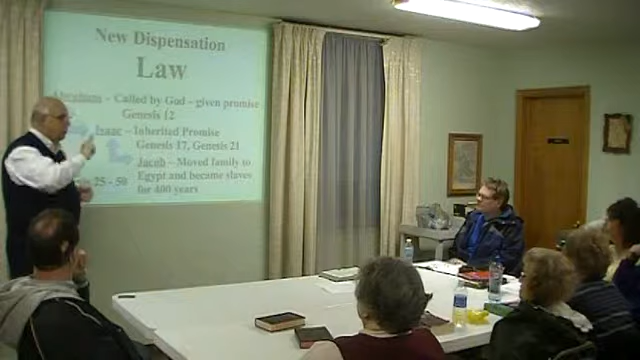 New Dispensation
Law
Abraham - Called by God - given promise
Genesis 12
Isaac - Inherited Promise
Genesis 17, Genesis 21
Jacob - Moved family to
25 - 50 Egypt and became slaves
for 400 years